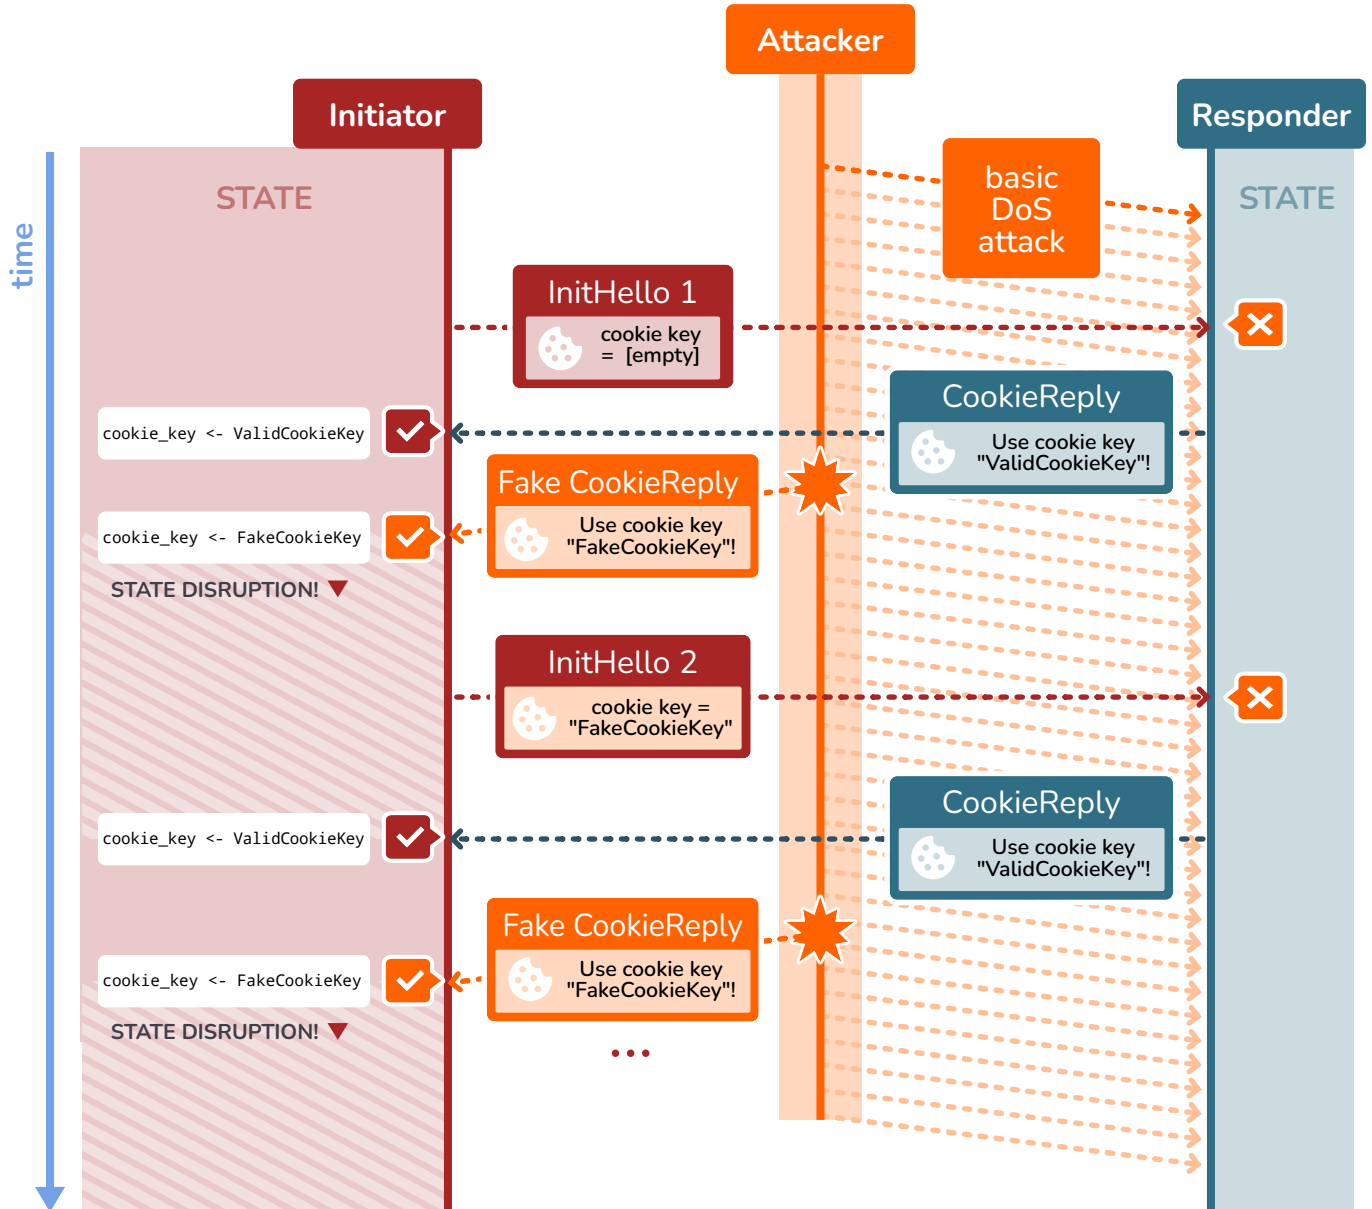 Attacker
Initiator
Responder
time
STATE
STATE
basic
DoS
attack
InitHello 1
cookie key
= [empty]
CookieReply
Use cookie key
"ValidCookieKey"!
cookie_key <- ValidCookieKey
Fake CookieReply
Use cookie key
"FakeCookieKey"!
cookie_key <- FakeCookieKey
STATE DISRUPTION!
InitHello 2
cookie key =
"FakeCookieKey"
CookieReply
Use cookie key
"ValidCookieKey"!
cookie_key <- ValidCookieKey
Fake CookieReply
Use cookie key
"FakeCookieKey"!
cookie_key <- FakeCookieKey
STATE DISRUPTION!
...